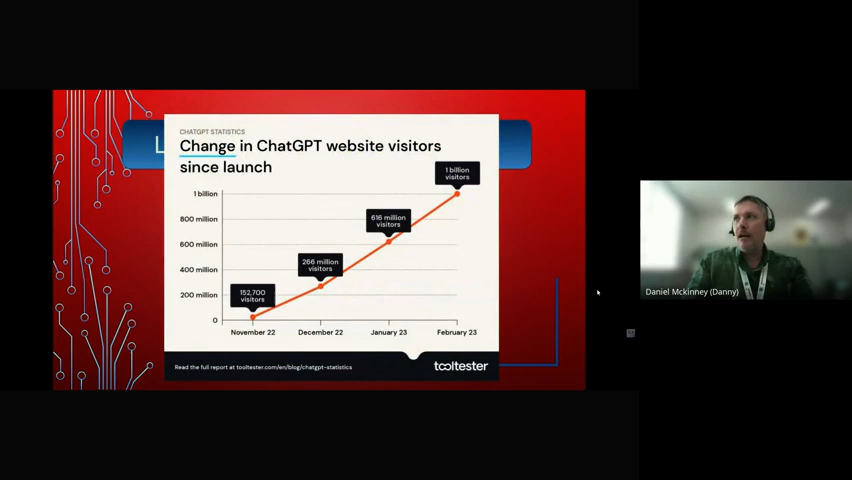 L
CHATGPT STATISTICS
Change in ChatGPT website visitors
since launch
1 billion
visitors
1 billion
800 million
616 million
visitors
600 million
266 million
visitors
400 million
152,700
visitors
200 million
0
November 22
December 22
January 23
February 23
Read the full report at tooltester.com/en/blog/chatgpt-statistics
tooltester
Daniel Mckinney (Danny)